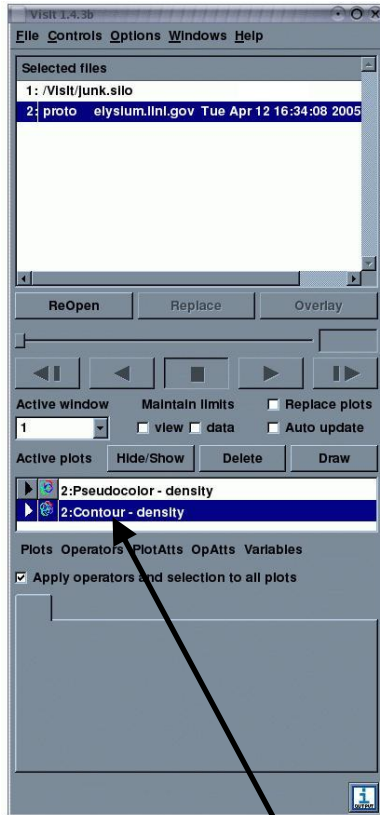 VisIt 1.4.3b
File Controls Options Windows Help
Selected files
1: /VisIt/junk.silo
2: proto elysium.llnl.gov Tue Apr 12 16:34:08 2005
ReOpen Replace Overlay
Active window Maintain limits Replace plots
1 view data Auto update
Active plots Hide/Show Delete Draw
2:Pseudocolor - density
2:Contour - density
Plots Operators PlotAtts OpAtts Variables
Apply operators and selection to all plots
OUTPUT